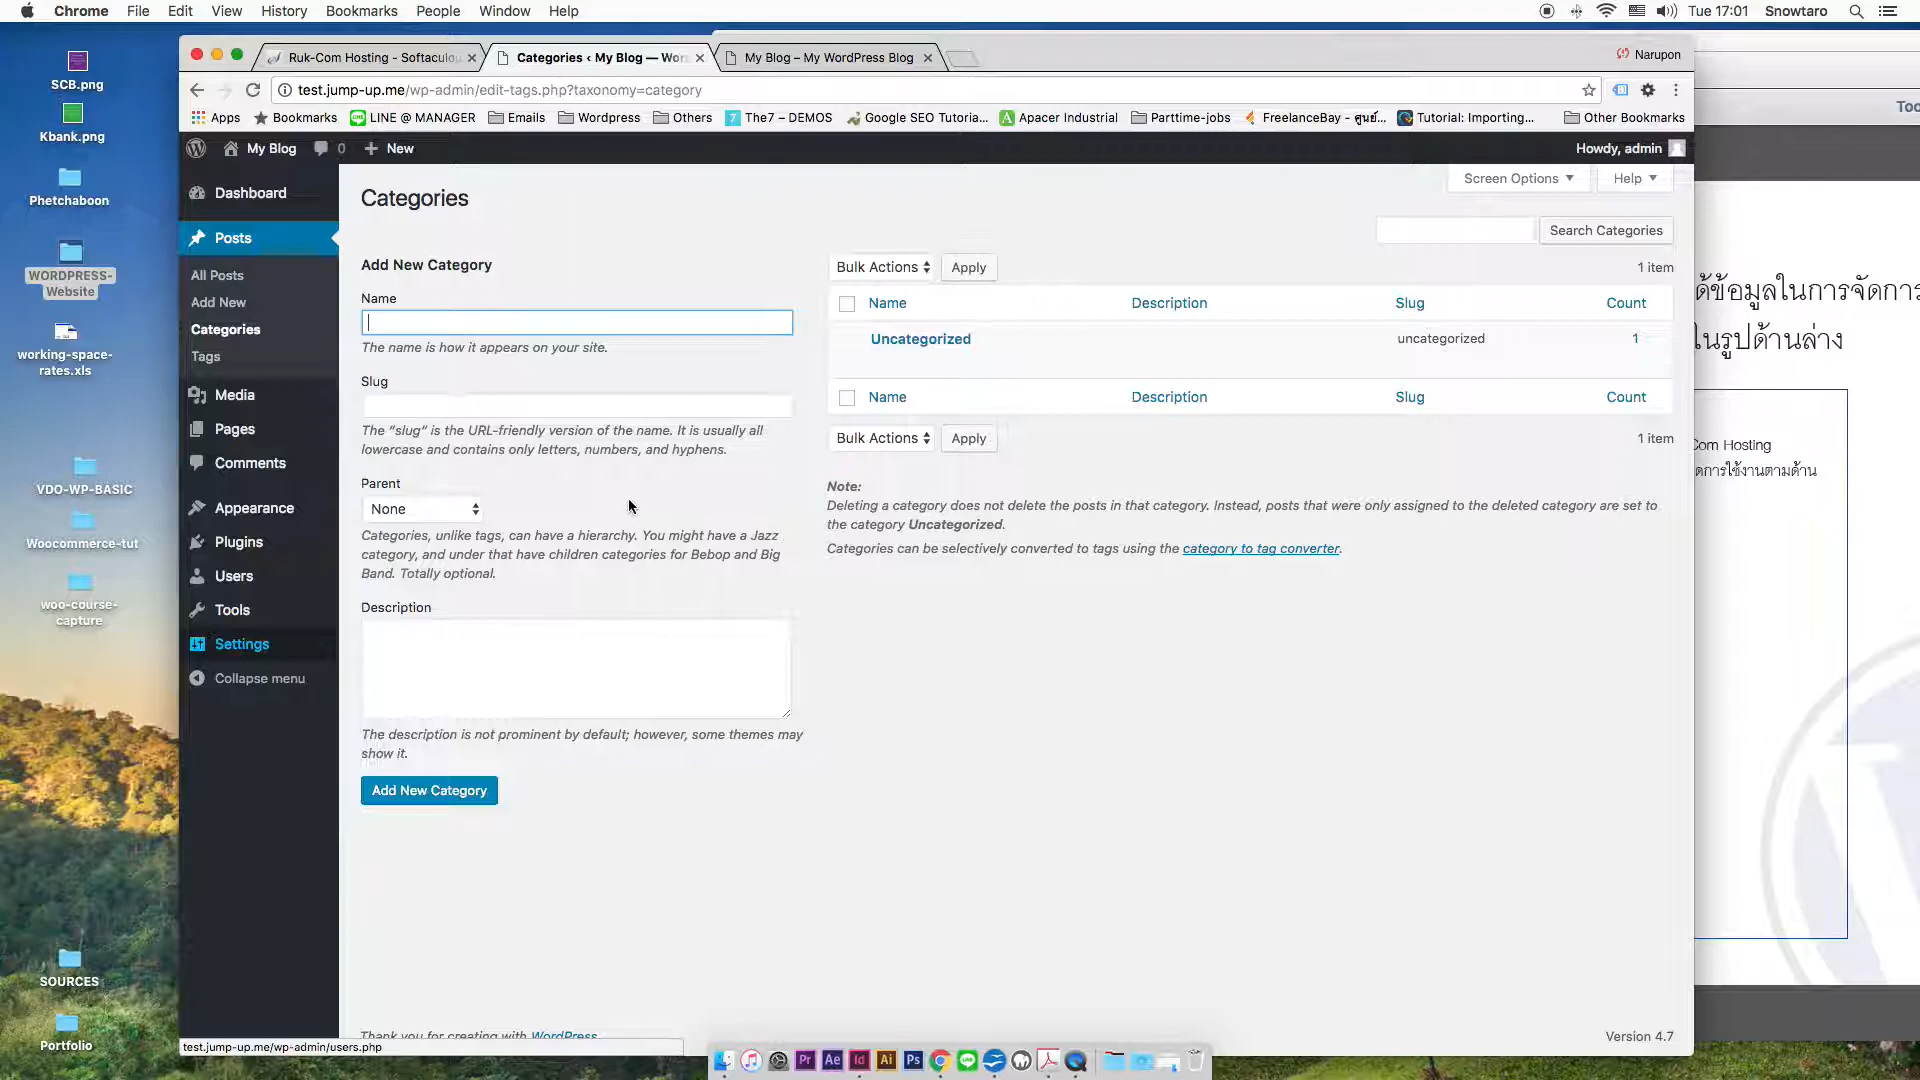 Chrome File Edit View History Bookmarks People Window Help
Tue 17:01 Snowtaro
SCB.png
Kbank.png
Phetchaboon
WORDPRESS-
Website
working-space-
rates.xls
VDO-WP-BASIC
Woocommerce-tut
woo-course-
capture
SOURCES
Portfolio
Ruk-Com Hosting - Softaculou
Categories ‹ My Blog — Wor
My Blog – My WordPress Blog
Narupon
test.jump-up.me/wp-admin/edit-tags.php?taxonomy=category
Apps Bookmarks LINE @ MANAGER Emails Wordpress Others The7 – DEMOS Google SEO Tutoria... Apacer Industrial Parttime-jobs FreelanceBay - ศูนย์... Tutorial: Importing... Other Bookmarks
My Blog 0 New
Howdy, admin
Dashboard
Posts
All Posts
Add New
Categories
Tags
Media
Pages
Comments
Appearance
Plugins
Users
Tools
Settings
Collapse menu
Screen Options Help
Categories
Search Categories
Add New Category
Name
The name is how it appears on your site.
Slug
The “slug” is the URL-friendly version of the name. It is usually all
lowercase and contains only letters, numbers, and hyphens.
Parent
None
Categories, unlike tags, can have a hierarchy. You might have a Jazz
category, and under that have children categories for Bebop and Big
Band. Totally optional.
Description
The description is not prominent by default; however, some themes may
show it.
Add New Category
Bulk Actions Apply 1 item
Name Description Slug Count
Uncategorized uncategorized 1
Name Description Slug Count
Bulk Actions Apply 1 item
Note:
Deleting a category does not delete the posts in that category. Instead, posts that were only assigned to the deleted category are set to
the category Uncategorized.
Categories can be selectively converted to tags using the category to tag converter.
Thank you for creating with WordPress
Version 4.7
test.jump-up.me/wp-admin/users.php
Too
ด้ข้อมูลในการจัดการ
ในรูปด้านล่าง
Com Hosting
ดการใช้งานตามด้าน
Pr Ae Id Ai Ps